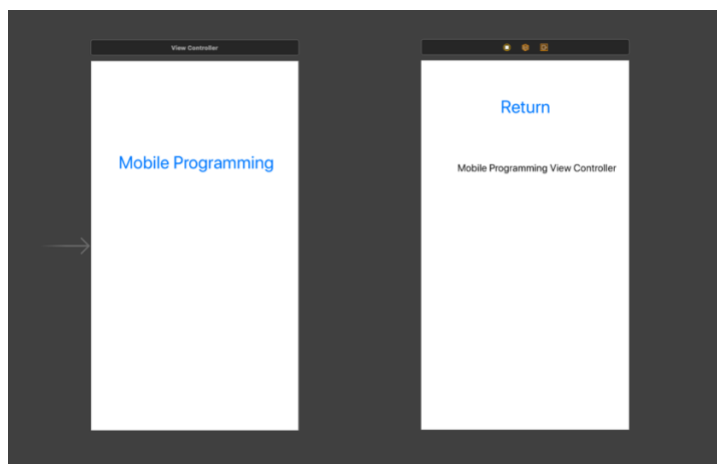 View Controller
Mobile Programming
Return
Mobile Programming View Controller